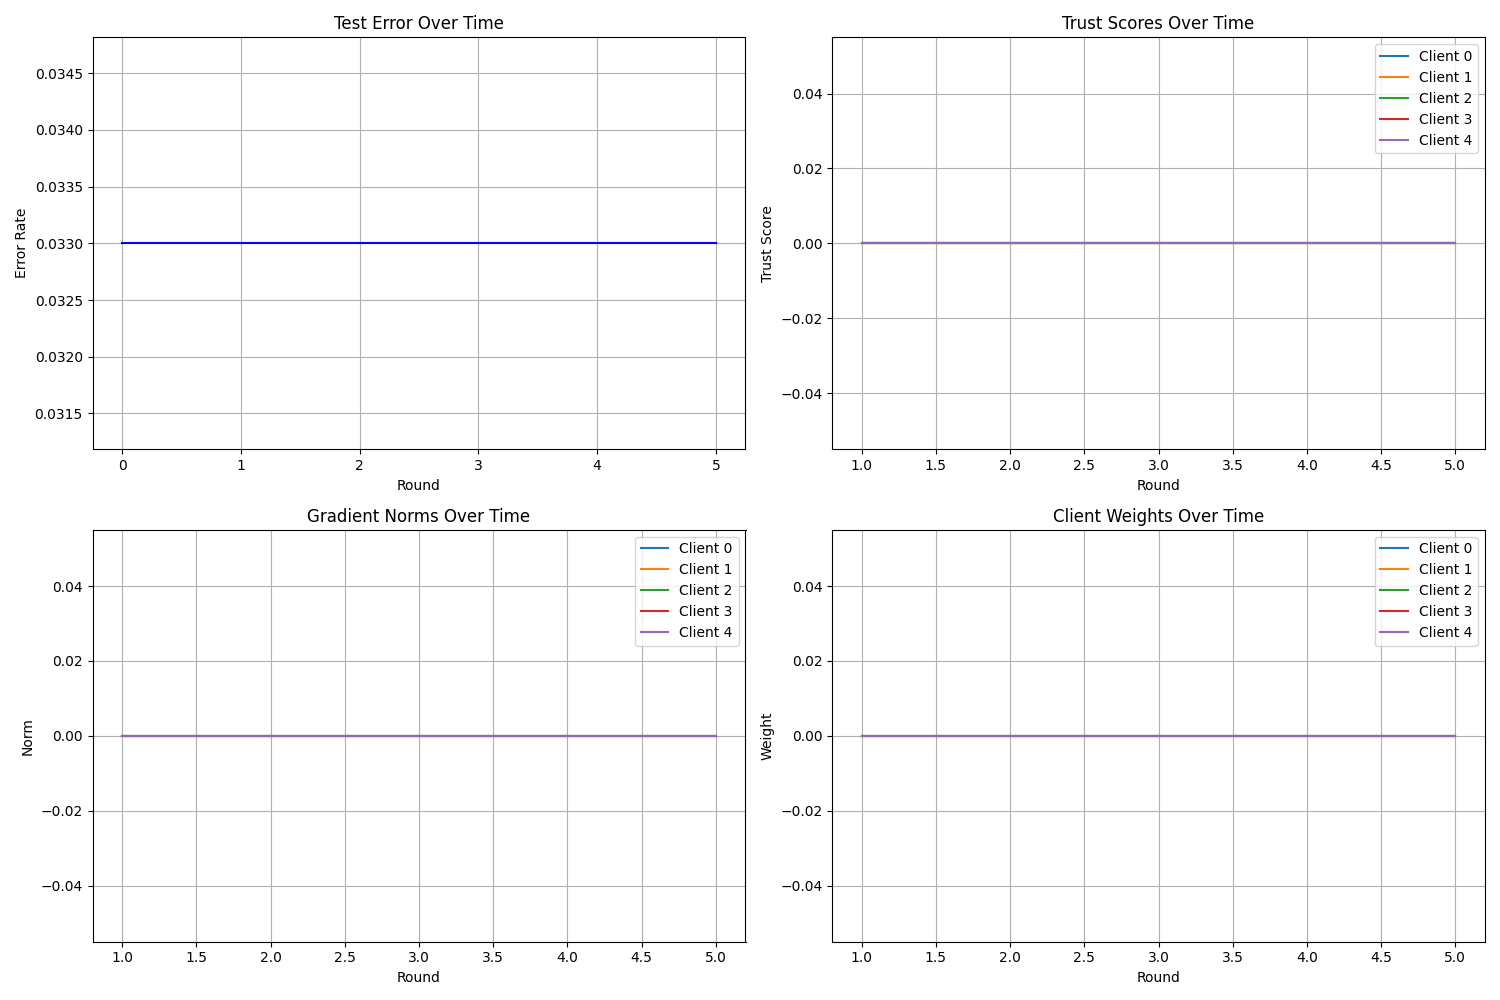 Test Error Over Time
Error Rate
0.0345
0.0340
0.0335
0.0330
0.0325
0.0320
0.0315
0 1 2 3 4 5
Round
Trust Scores Over Time
Trust Score
0.04
0.02
0.00
−0.02
−0.04
1.0 1.5 2.0 2.5 3.0 3.5 4.0 4.5 5.0
Round
Client 0
Client 1
Client 2
Client 3
Client 4
Gradient Norms Over Time
Norm
0.04
0.02
0.00
−0.02
−0.04
1.0 1.5 2.0 2.5 3.0 3.5 4.0 4.5 5.0
Round
Client 0
Client 1
Client 2
Client 3
Client 4
Client Weights Over Time
Weight
0.04
0.02
0.00
−0.02
−0.04
1.0 1.5 2.0 2.5 3.0 3.5 4.0 4.5 5.0
Round
Client 0
Client 1
Client 2
Client 3
Client 4